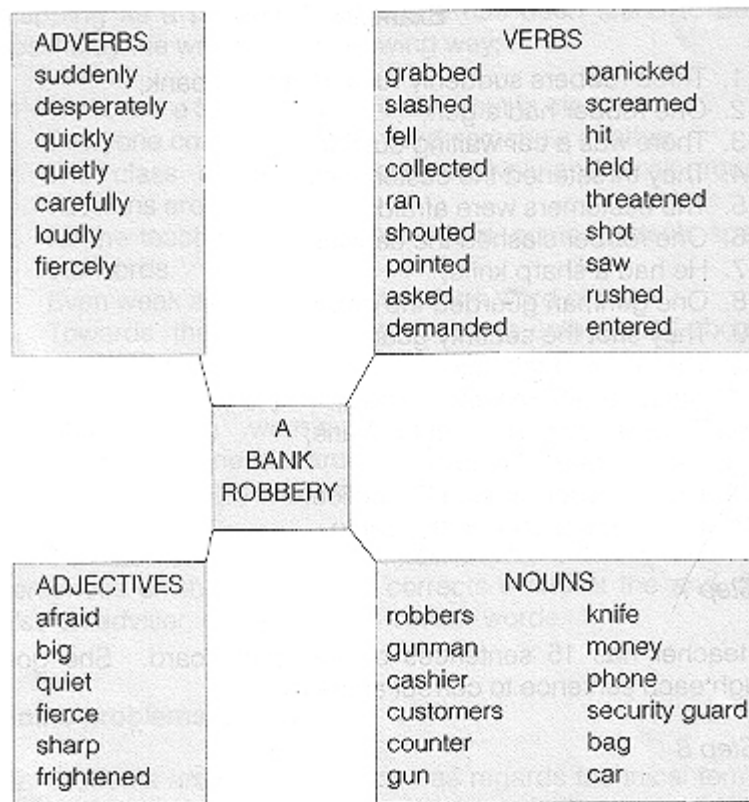 ADVERBS
suddenly
desperately
quickly
quietly
carefully
loudly
fiercely
VERBS
grabbed panicked
slashed screamed
fell hit
collected held
ran threatened
shouted shot
pointed saw
asked rushed
demanded entered
A
BANK
ROBBERY
ADJECTIVES
afraid
big
quiet
fierce
sharp
frightened
NOUNS
robbers knife
gunman money
cashier phone
customers security guard
counter bag
gun car